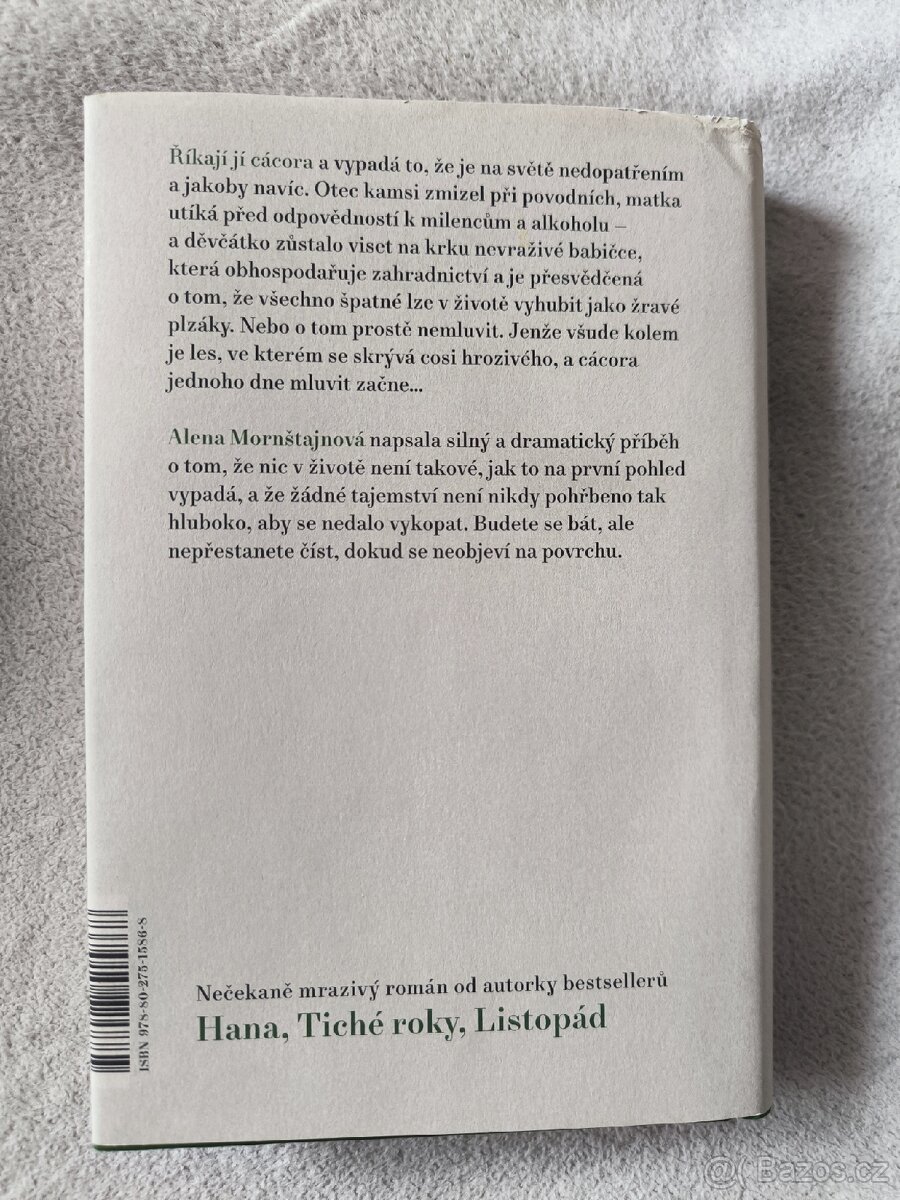 Říkají jí cácora a vypadá to, že je na světě nedopatřením
a jakoby navíc. Otec kamsi zmizel při povodních, matka
utíká před odpovědností k milencům a alkoholu –
a děvčátko zůstalo viset na krku nevraživé babičce,
která obhospodařuje zahradnictví a je přesvědčená
o tom, že všechno špatné lze v životě vyhubit jako žravé
plzáky. Nebo o tom prostě nemluvit. Jenže všude kolem
je les, ve kterém se skrývá cosi hrozivého, a cácora
jednoho dne mluvit začne...
Alena Mornštajnová napsala silný a dramatický příběh
o tom, že nic v životě není takové, jak to na první pohled
vypadá, a že žádné tajemství není nikdy pohřbeno tak
hluboko, aby se nedalo vykopat. Budete se bát, ale
nepřestanete číst, dokud se neobjeví na povrchu.
ISBN 978-80-275-1586-8
Nečekaně mrazivý román od autorky bestsellerů
Hana, Tiché roky, Listopád
@ Bazos.cz